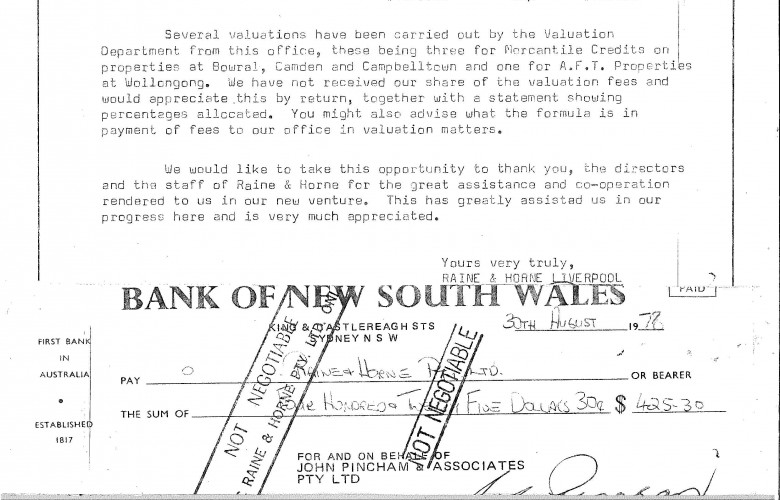 Several valuations have been carried out by the Valuation
Department from this office, these being three for Mercantile Credits on
properties at Bowral, Camden and Campbelltown and one for A.F.T. Properties
at Wollongong. We have not received our share of the valuation fees and
would appreciate this by return, together with a statement showing
percentages allocated. You might also advise what the formula is in
payment of fees to our office in valuation matters.
We would like to take this opportunity to thank you, the directors
and the staff of Raine & Horne for the great assistance and co-operation
rendered to us in our new venture. This has greatly assisted us in our
progress here and is very much appreciated.
Yours very truly,
RAINE & HORNE LIVERPOOL
PAID
BANK OF NEW SOUTH WALES
KING & CASTLEREAGH STS
SYDNEY N S W
30TH AUGUST 1978
FIRST BANK
IN
AUSTRALIA
•
ESTABLISHED
1817
PAY RAINE & HORNE PTY LTD. OR BEARER
THE SUM OF FOUR HUNDRED & TWENTY FIVE DOLLARS 30c $ 425-30
NOT NEGOTIABLE
RAINE & HORNE PTY LTD ONLY
NOT NEGOTIABLE
FOR AND ON BEHALF OF
JOHN PINCHAM & ASSOCIATES
PTY LTD